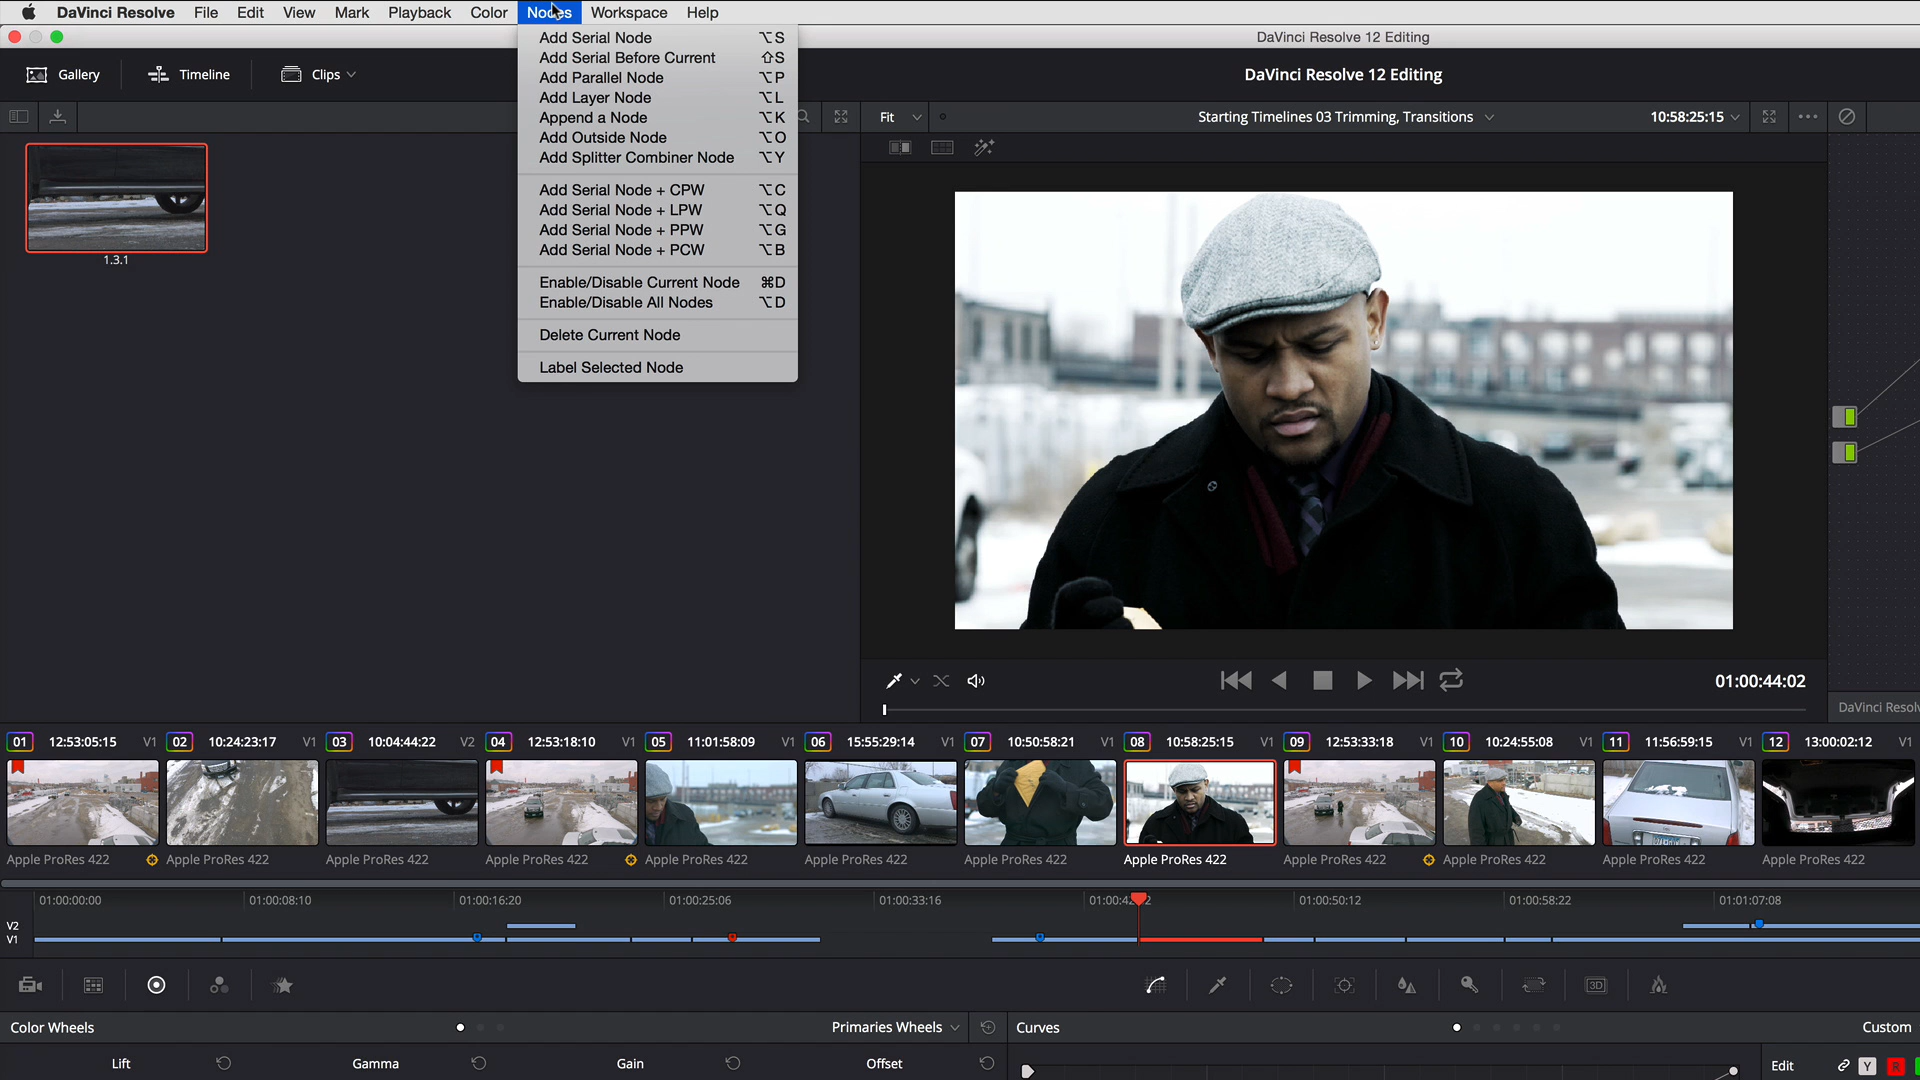 DaVinci Resolve File Edit View Mark Playback Color Nodes Workspace Help
DaVinci Resolve 12 Editing
Gallery Timeline Clips DaVinci Resolve 12 Editing
Add Serial Node ⌥S
Add Serial Before Current ⇧S
Add Parallel Node ⌥P
Add Layer Node ⌥L
Append a Node ⌥K
Add Outside Node ⌥O
Add Splitter Combiner Node ⌥Y
Add Serial Node + CPW ⌥C
Add Serial Node + LPW ⌥Q
Add Serial Node + PPW ⌥G
Add Serial Node + PCW ⌥B
Enable/Disable Current Node ⌘D
Enable/Disable All Nodes ⌥D
Delete Current Node
Label Selected Node
Fit Starting Timelines 03 Trimming, Transitions 10:58:25:15
1.3.1
01:00:44:02
DaVinci Resolv
01 12:53:05:15 V1 02 10:24:23:17 V1 03 10:04:44:22 V2 04 12:53:18:10 V1 05 11:01:58:09 V1 06 15:55:29:14 V1 07 10:50:58:21 V1 08 10:58:25:15 V1 09 12:53:33:18 V1 10 10:24:55:08 V1 11 11:56:59:15 V1 12 13:00:02:12 V1
Apple ProRes 422 Apple ProRes 422 Apple ProRes 422 Apple ProRes 422 Apple ProRes 422 Apple ProRes 422 Apple ProRes 422 Apple ProRes 422 Apple ProRes 422 Apple ProRes 422 Apple ProRes 422 Apple ProRes 422
01:00:00:00 01:00:08:10 01:00:16:20 01:00:25:06 01:00:33:16 01:00:50:12 01:00:58:22 01:01:07:08
V2
V1
3D
Color Wheels Primaries Wheels Curves Custom
Lift Gamma Gain Offset Edit Y R